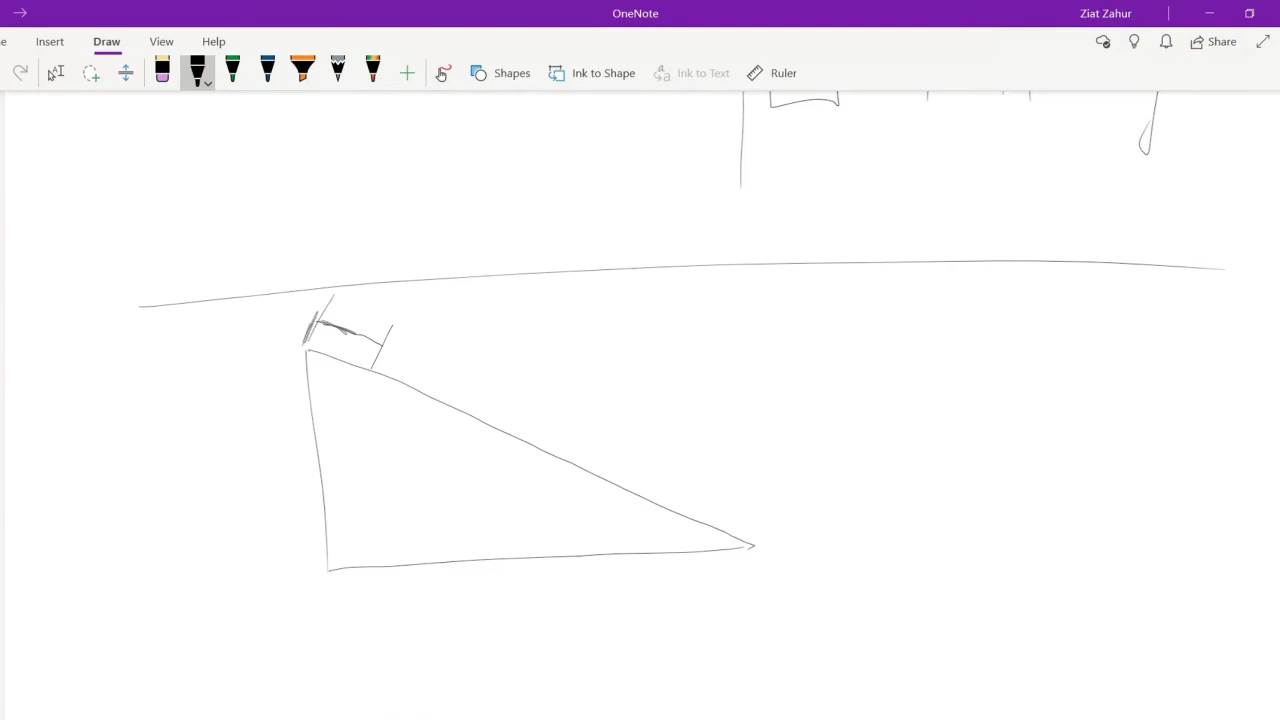 OneNote
Ziat Zahur
e Insert Draw View Help
Share
Shapes Ink to Shape Ink to Text Ruler